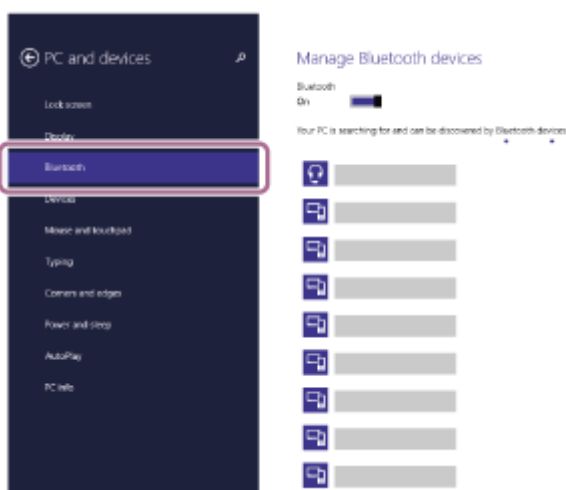 PC and devices
Lock screen
Display
Bluetooth
Devices
Mouse and touchpad
Typing
Corners and edges
Power and sleep
AutoPlay
PC info
Manage Bluetooth devices
Bluetooth
On
Your PC is searching for and can be discovered by Bluetooth devices